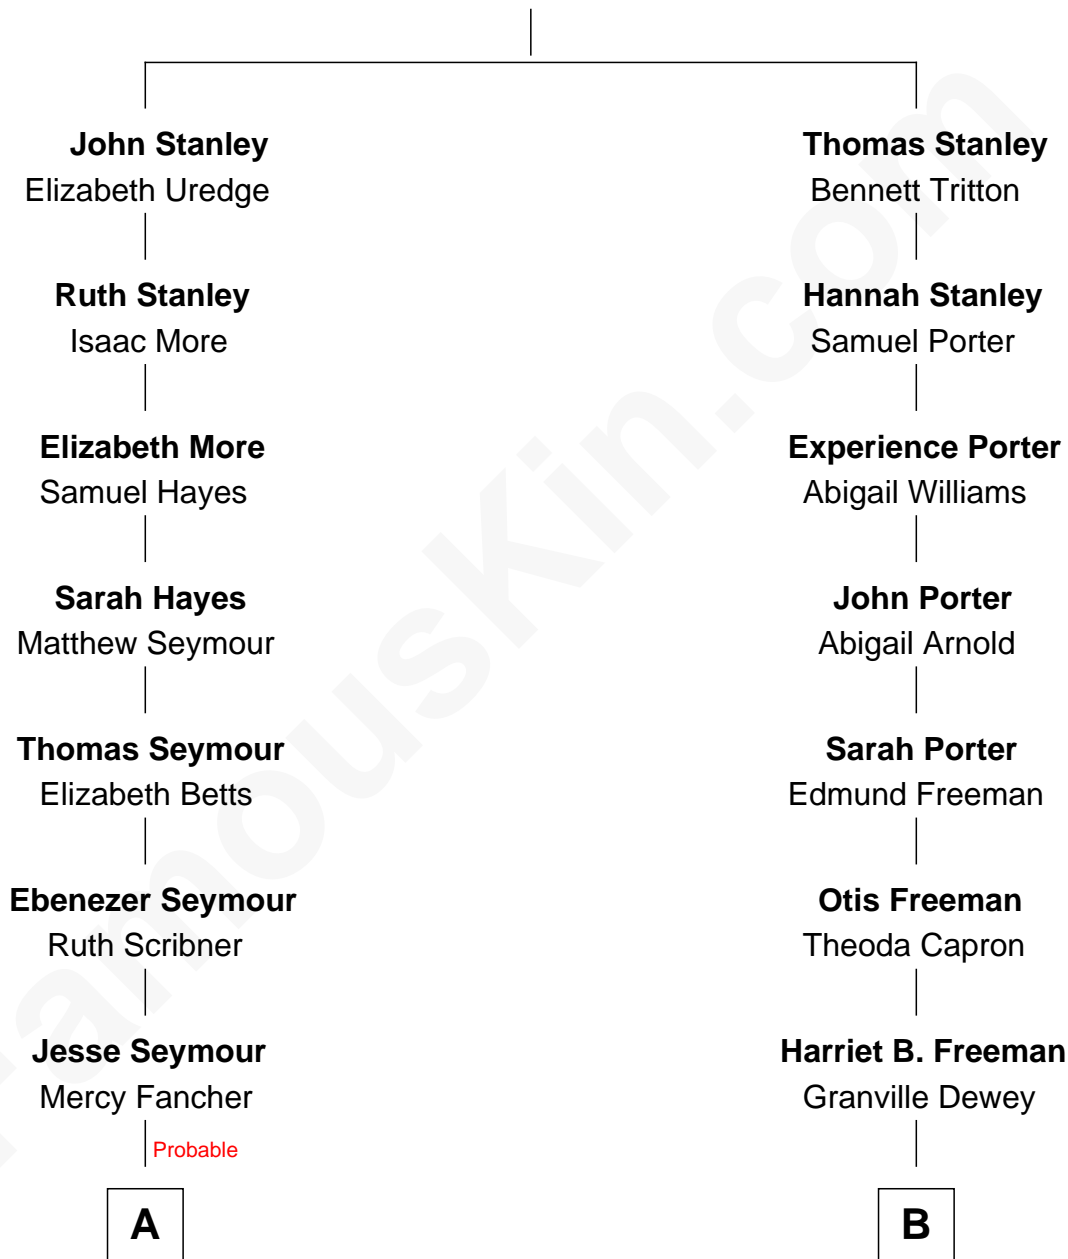 John Stanley
Elizabeth Uredge
Ruth Stanley
Isaac More
Elizabeth More
Samuel Hayes
Sarah Hayes
Matthew Seymour
Thomas Seymour
Elizabeth Betts
Ebenezer Seymour
Ruth Scribner
Jesse Seymour
Mercy Fancher
Probable
A
Thomas Stanley
Bennett Tritton
Hannah Stanley
Samuel Porter
Experience Porter
Abigail Williams
John Porter
Abigail Arnold
Sarah Porter
Edmund Freeman
Otis Freeman
Theoda Capron
Harriet B. Freeman
Granville Dewey
B
FamousKin.com